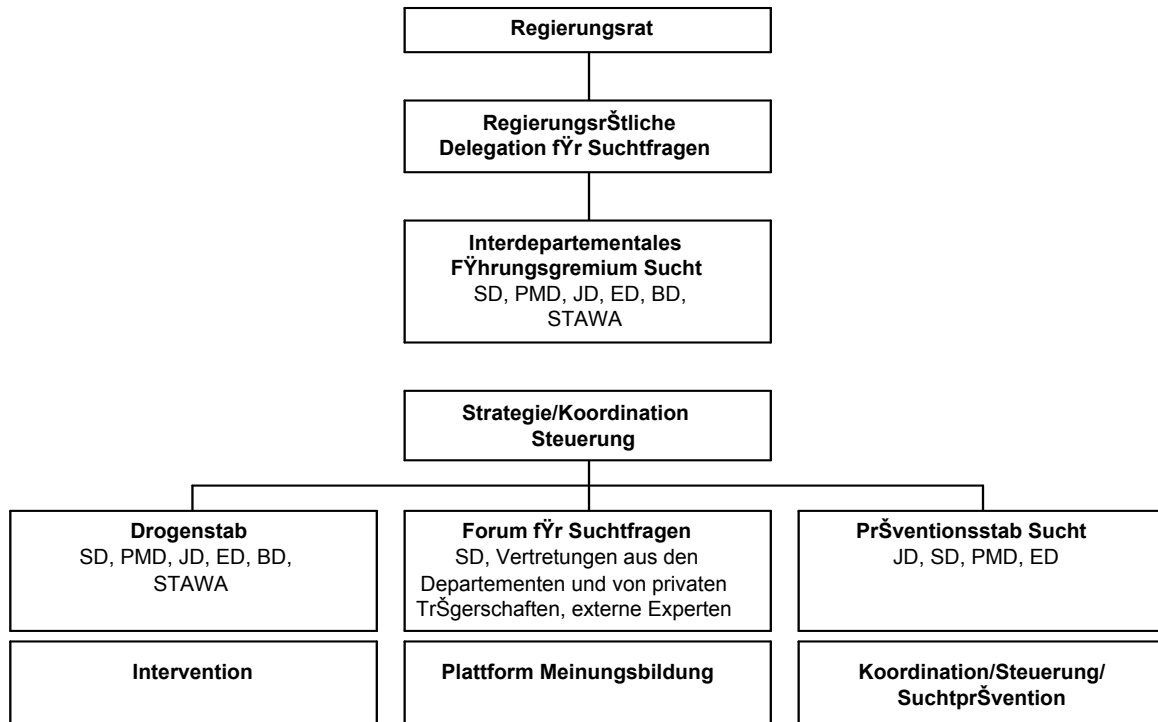 Regierungsrat
RegierungsrŠtliche
Delegation fŸr Suchtfragen
Interdepartementales
FŸhrungsgremium Sucht
SD, PMD, JD, ED, BD,
STAWA
Strategie/Koordination
Steuerung
Drogenstab
SD, PMD, JD, ED, BD,
STAWA
Forum fŸr Suchtfragen
SD, Vertretungen aus den
Departementen und von privaten
TrŠgerschaften, externe Experten
PrŠventionsstab Sucht
JD, SD, PMD, ED
Intervention
Plattform Meinungsbildung
Koordination/Steuerung/
SuchtprŠvention